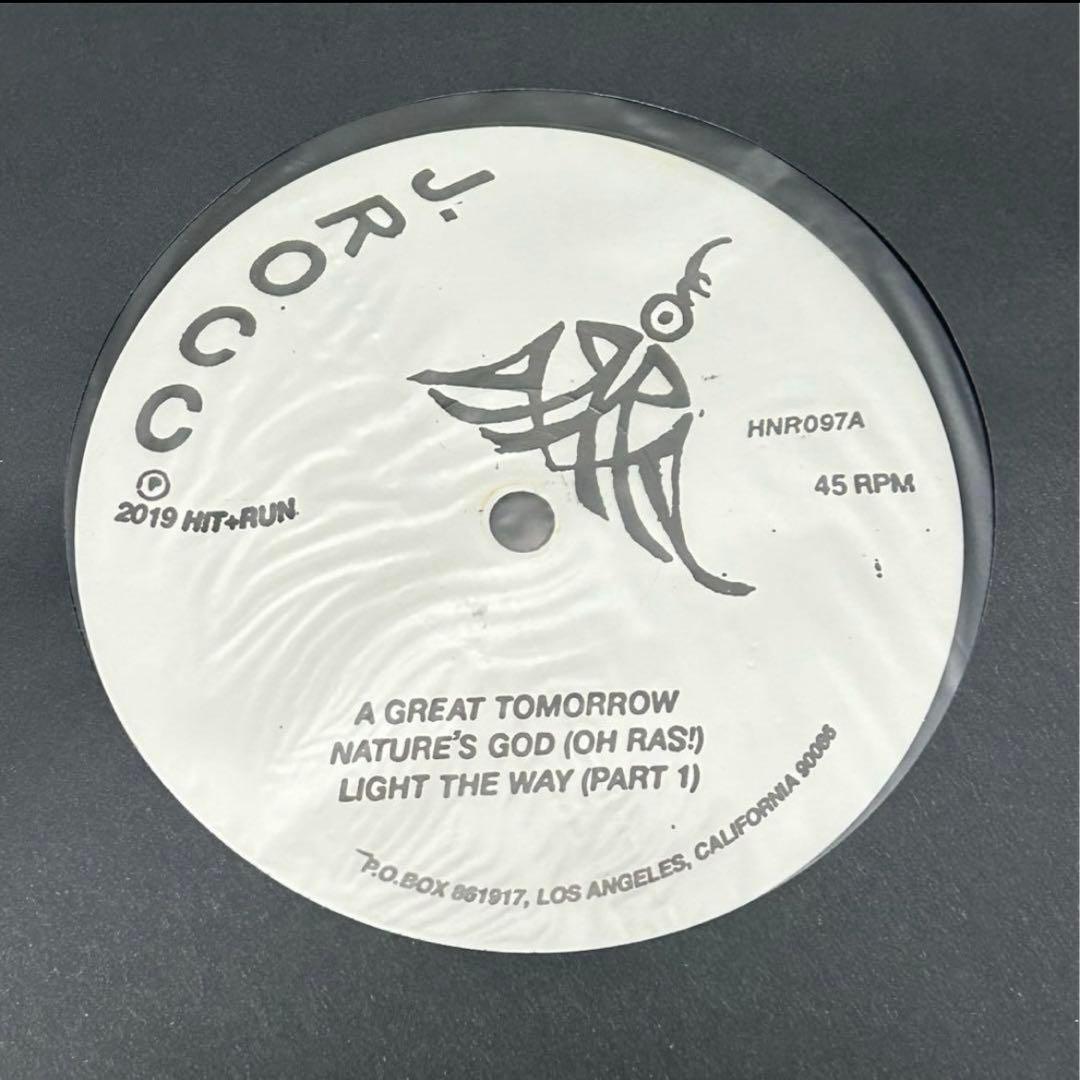 J. ROCC
℗
2019 HIT+RUN
HNR097A
45 RPM
A GREAT TOMORROW
NATURE'S GOD (OH RAS!)
LIGHT THE WAY (PART 1)
P.O.BOX 861917, LOS ANGELES, CALIFORNIA 90086